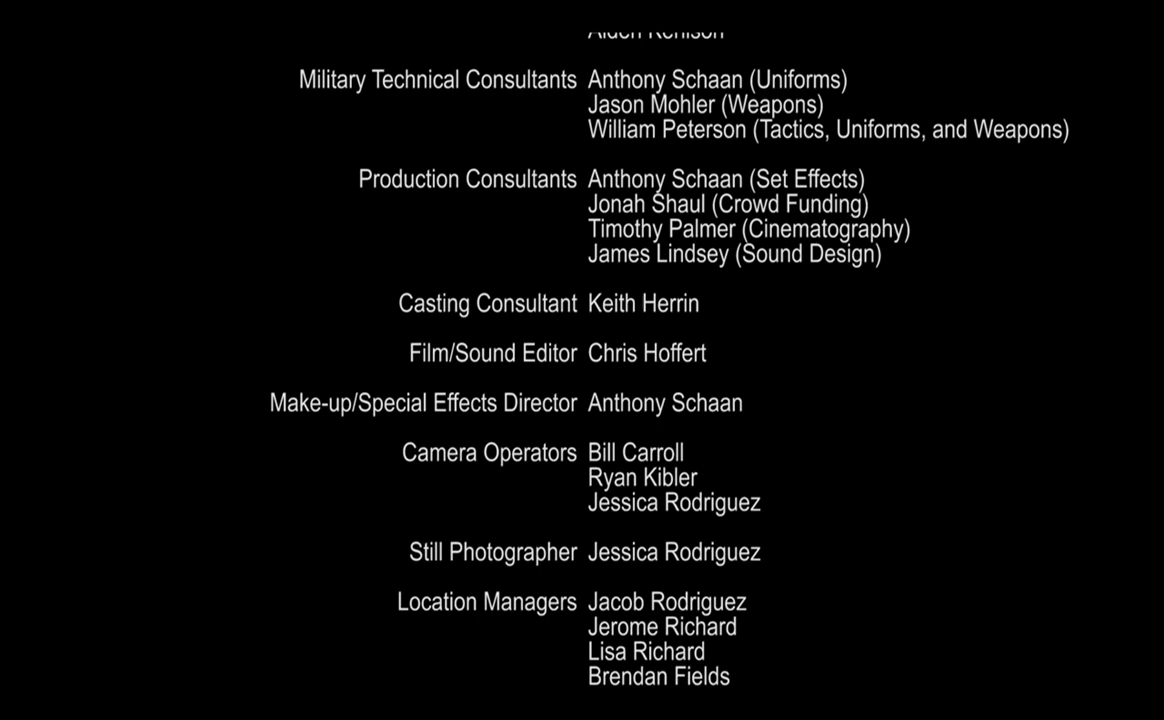 Military Technical Consultants Anthony Schaan (Uniforms)
Jason Mohler (Weapons)
William Peterson (Tactics, Uniforms, and Weapons)
Production Consultants Anthony Schaan (Set Effects)
Jonah Shaul (Crowd Funding)
Timothy Palmer (Cinematography)
James Lindsey (Sound Design)
Casting Consultant Keith Herrin
Film/Sound Editor Chris Hoffert
Make-up/Special Effects Director Anthony Schaan
Camera Operators Bill Carroll
Ryan Kibler
Jessica Rodriguez
Still Photographer Jessica Rodriguez
Location Managers Jacob Rodriguez
Jerome Richard
Lisa Richard
Brendan Fields